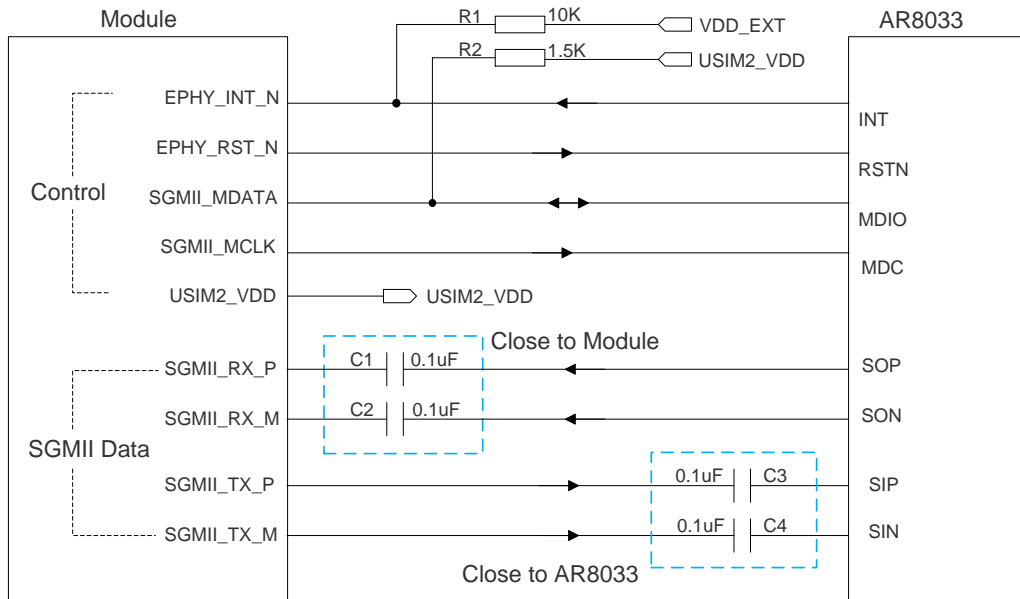 Module
R1
10K
VDD_EXT
AR8033
R2
1.5K
USIM2_VDD
EPHY_INT_N
INT
EPHY_RST_N
RSTN
Control
SGMII_MDATA
MDIO
SGMII_MCLK
MDC
USIM2_VDD
USIM2_VDD
Close to Module
SGMII_RX_P
C1
0.1uF
SOP
SGMII_RX_M
C2
0.1uF
SON
SGMII Data
SGMII_TX_P
0.1uF
C3
SIP
SGMII_TX_M
0.1uF
C4
SIN
Close to AR8033